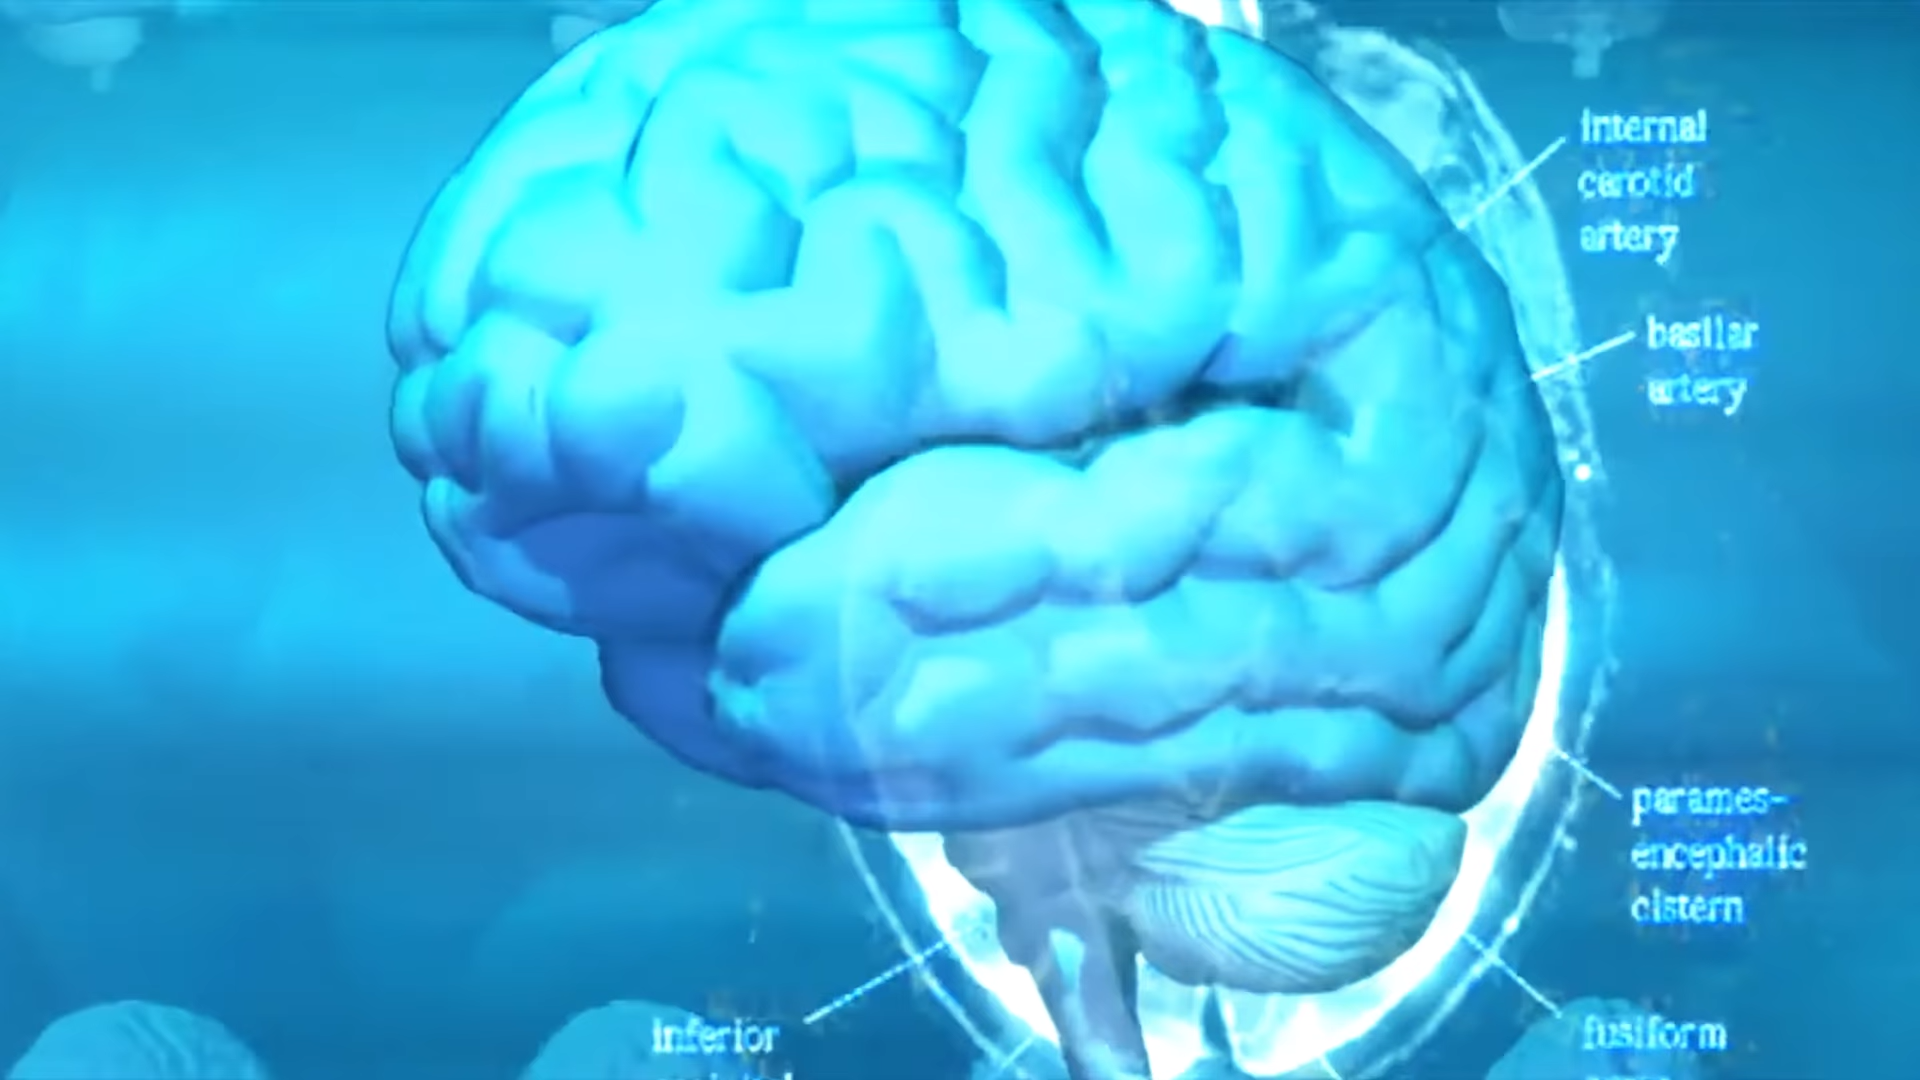 internal
carotid
artery
basilar
artery
parames-
encephalic
cistern
inferior
fusiform